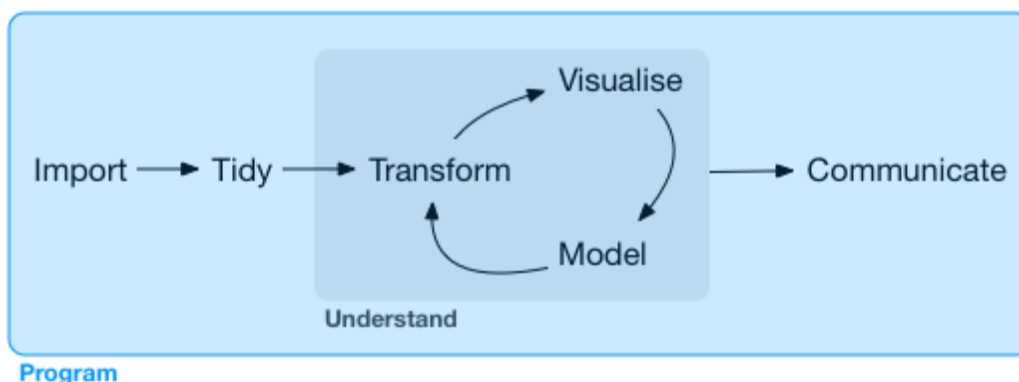 Visualise
Import
Tidy
Transform
Communicate
Model
Understand
Program